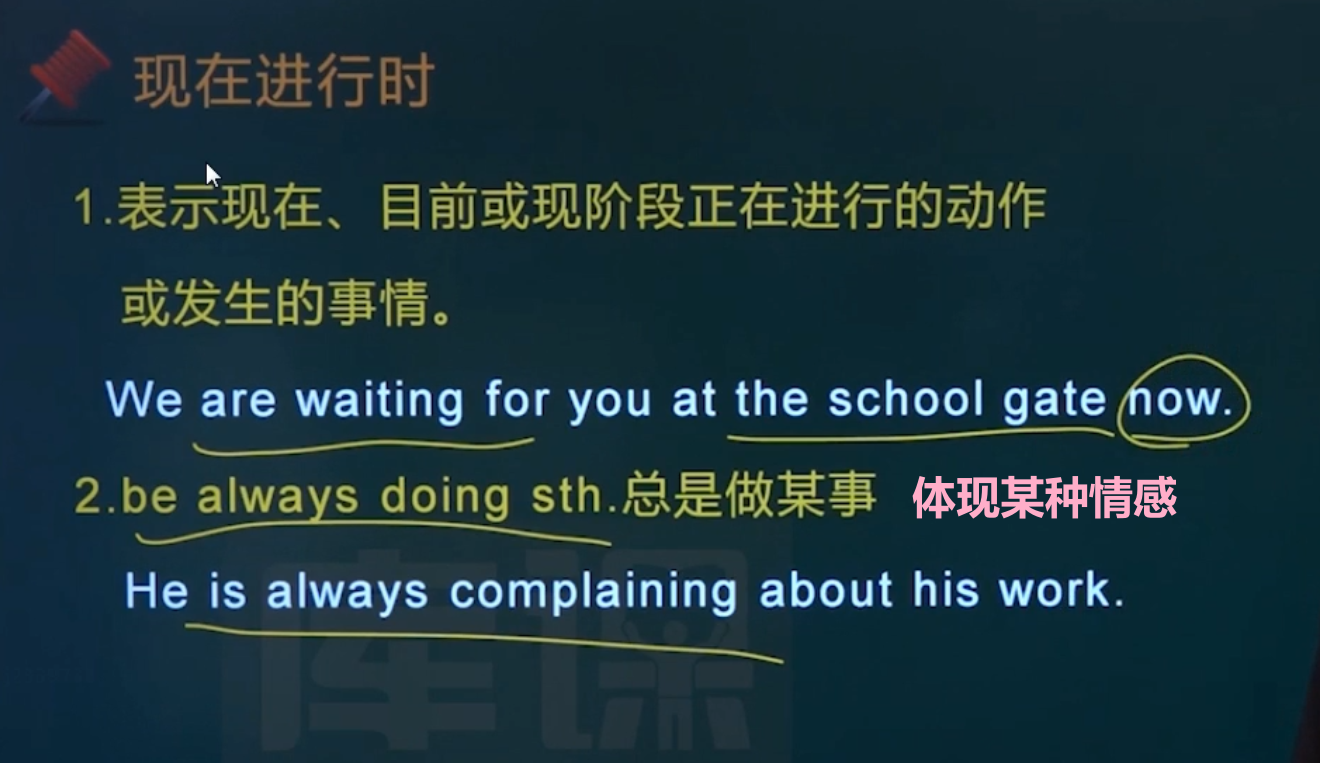 现在进行时
1.表示现在、目前或现阶段正在进行的动作
或发生的事情。
We are waiting for you at the school gate now.
2.be always doing sth.总是做某事 体现某种情感
He is always complaining about his work.
库课